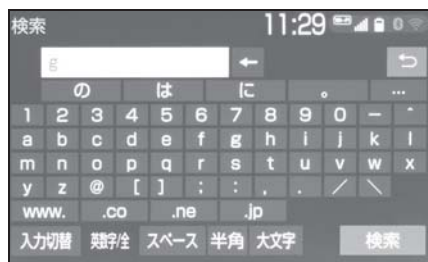 検索 11:29
g ←
の は に 。 ...
1 2 3 4 5 6 7 8 9 0 - ^
a b c d e f g h i j k l
m n o p q r s t u v w x
y z @ [ ] ; : , . / \
www. .co .ne .jp
入力切替 英数字/全 スペース 半角 大文字 検索